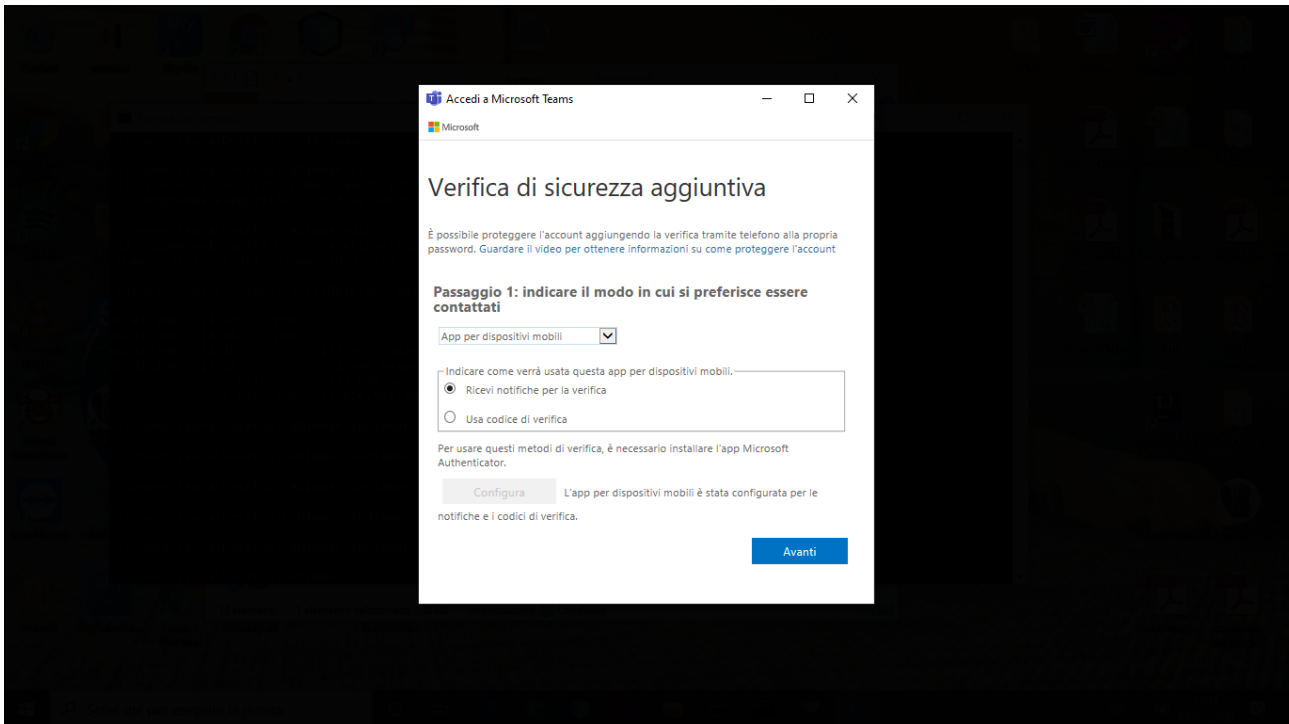 Accedi a Microsoft Teams
Microsoft
Verifica di sicurezza aggiuntiva
È possibile proteggere l'account aggiungendo la verifica tramite telefono alla propria
password. Guardare il video per ottenere informazioni su come proteggere l'account
Passaggio 1: indicare il modo in cui si preferisce essere
contattati
App per dispositivi mobili
Indicare come verrà usata questa app per dispositivi mobili.
Ricevi notifiche per la verifica
Usa codice di verifica
Per usare questi metodi di verifica, è necessario installare l'app Microsoft
Authenticator.
Configura L'app per dispositivi mobili è stata configurata per le
notifiche e i codici di verifica.
Avanti